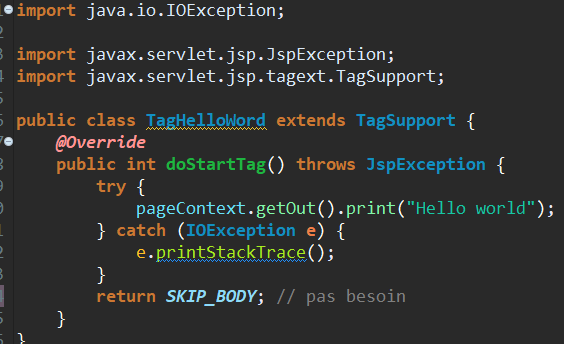 import java.io.IOException;
import javax.servlet.jsp.JspException;
import javax.servlet.jsp.tagext.TagSupport;
public class TagHelloWord extends TagSupport {
@Override
public int doStartTag() throws JspException {
try {
pageContext.getOut().print("Hello world");
} catch (IOException e) {
e.printStackTrace();
}
return SKIP_BODY; // pas besoin
}
}